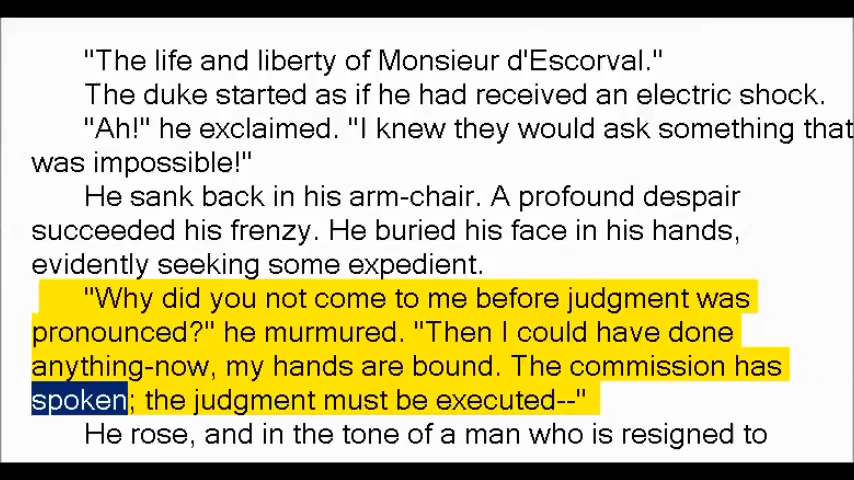 "The life and liberty of Monsieur d'Escorval."
The duke started as if he had received an electric shock.
"Ah!" he exclaimed. "I knew they would ask something that
was impossible!"
He sank back in his arm-chair. A profound despair
succeeded his frenzy. He buried his face in his hands,
evidently seeking some expedient.
"Why did you not come to me before judgment was
pronounced?" he murmured. "Then I could have done
anything-now, my hands are bound. The commission has
spoken; the judgment must be executed--"
He rose, and in the tone of a man who is resigned to